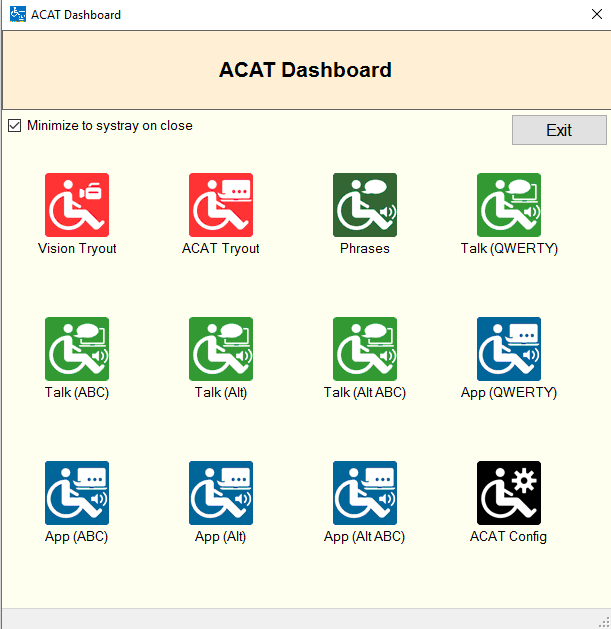 ACAT Dashboard
ACAT Dashboard
Minimize to systray on close
Exit
Vision Tryout
ACAT Tryout
Phrases
Talk (QWERTY)
Talk (ABC)
Talk (Alt)
Talk (Alt ABC)
App (QWERTY)
App (ABC)
App (Alt)
App (Alt ABC)
ACAT Config